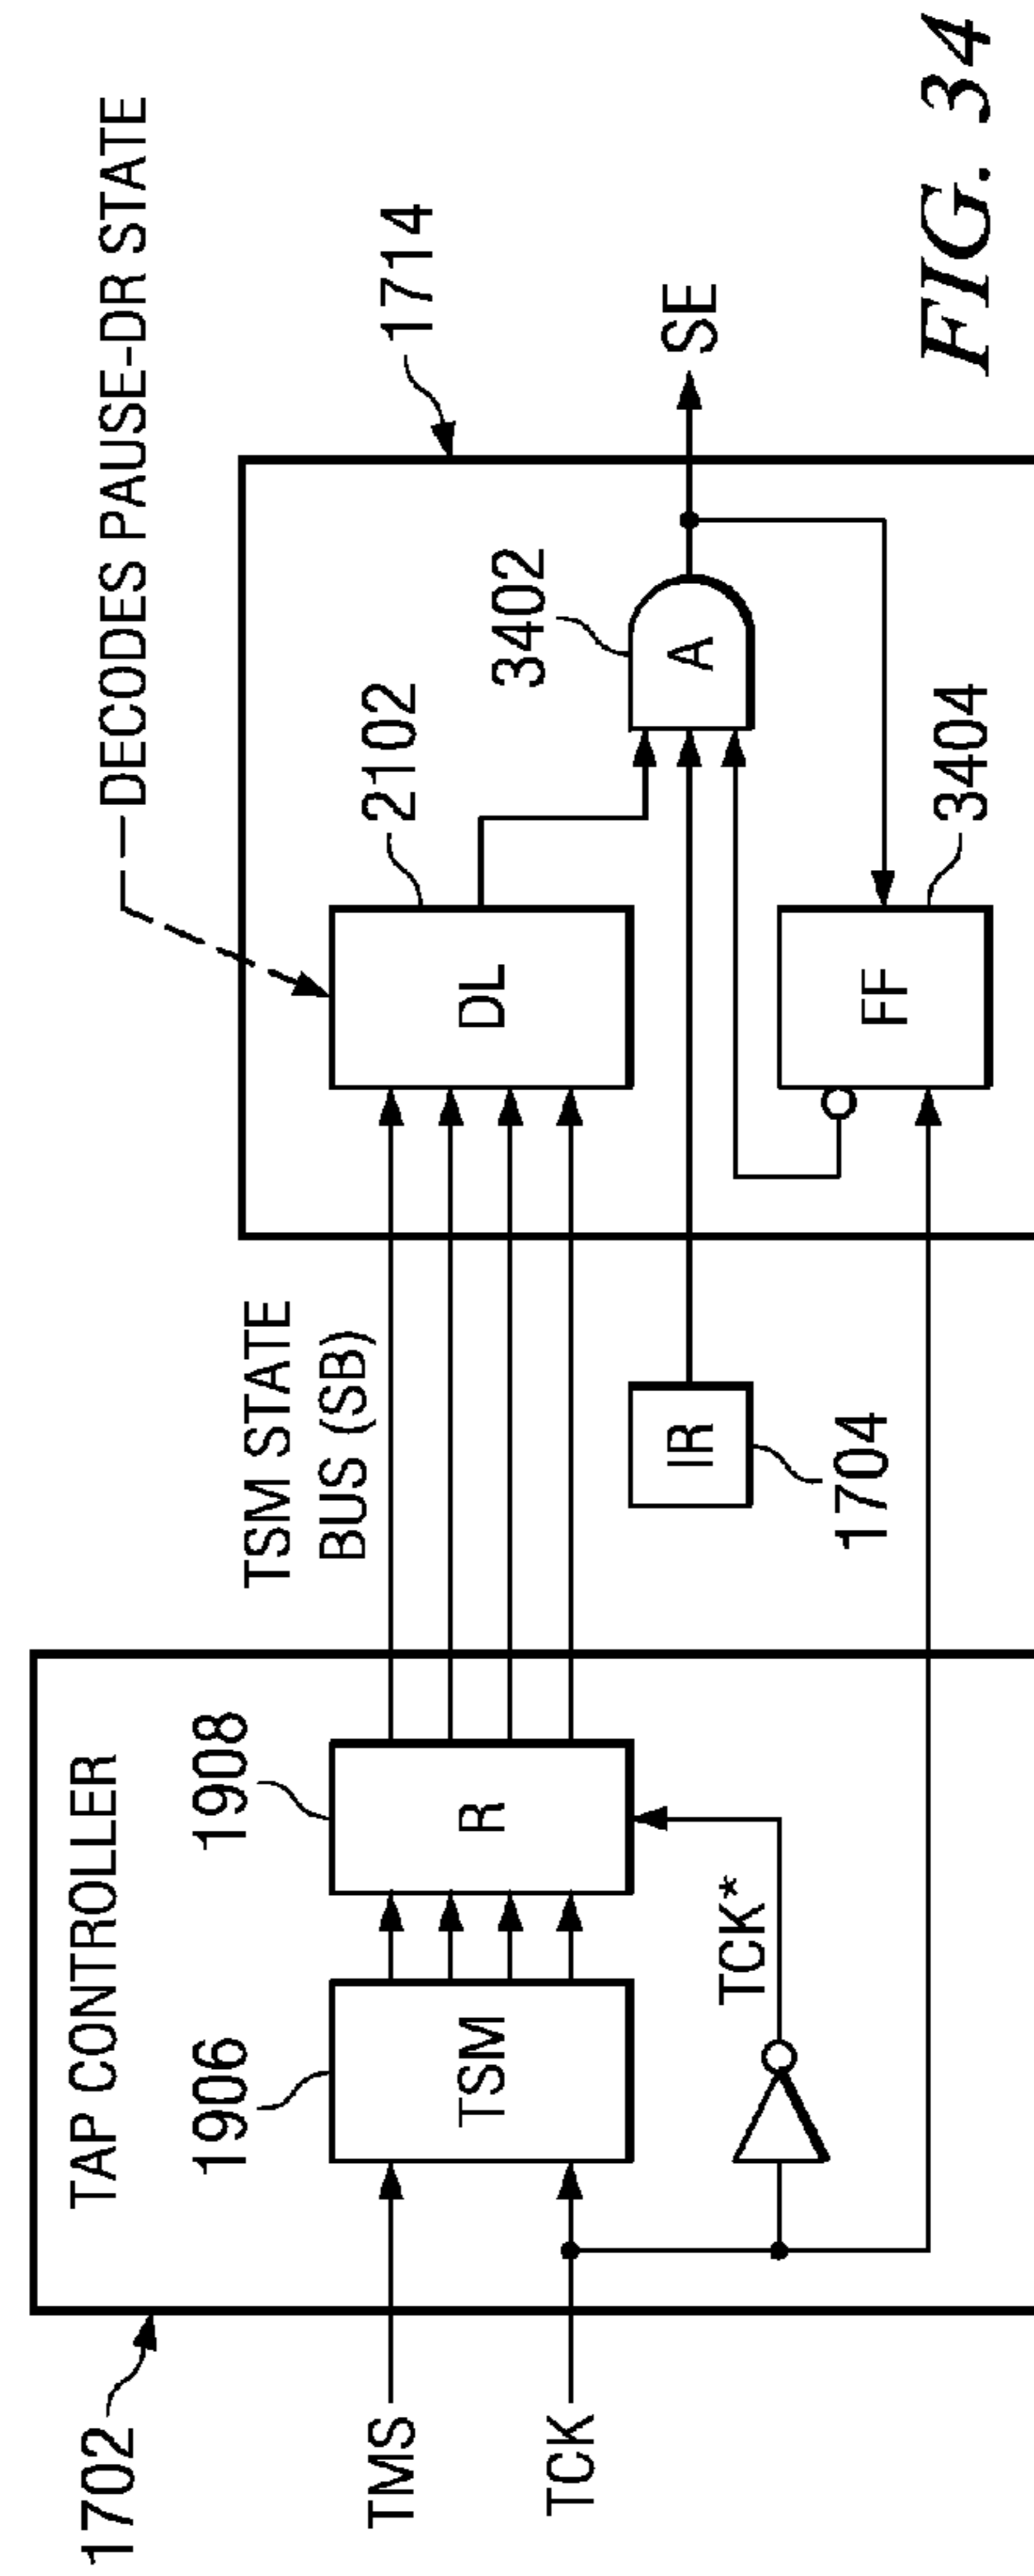 1702
TAP CONTROLLER
TMS
TCK
1906
TSM
1908
R
TCK*
TSM STATE
BUS (SB)
IR
1704
DECODES PAUSE-DR STATE
1714
2102
DL
3402
A
SE
FF
3404
FIG. 34